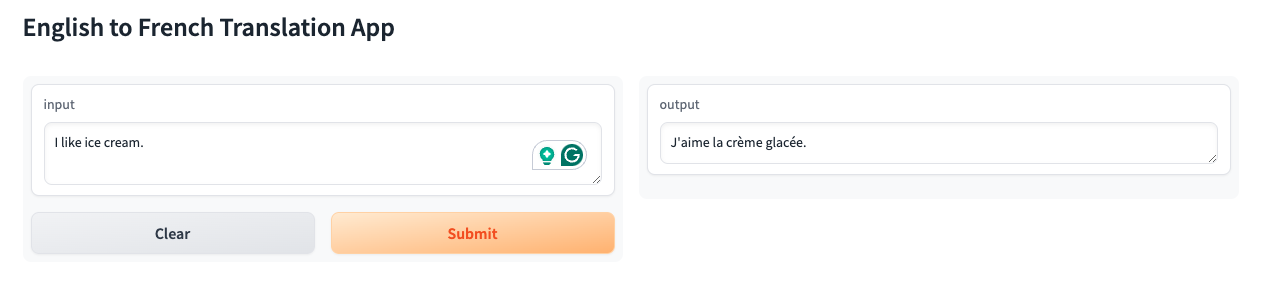 English to French Translation App
input
I like ice cream.
Clear
Submit
output
J'aime la crème glacée.